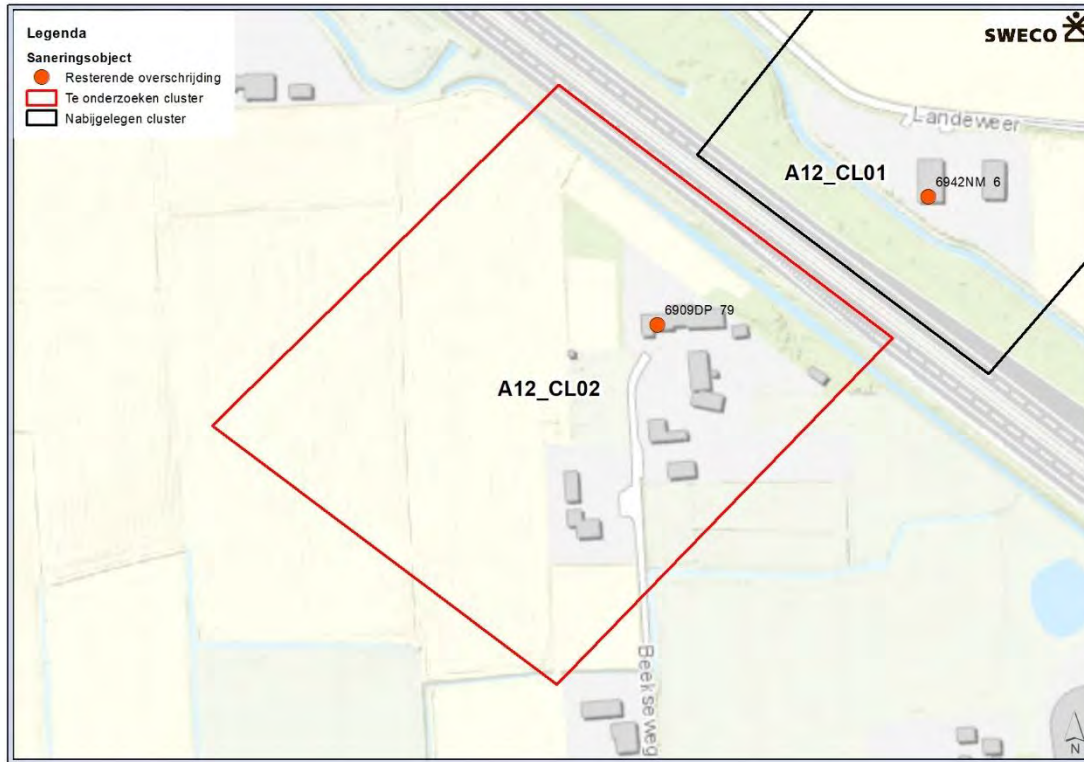 Legenda
Saneringsobject
Resterende overschrijding
Te onderzoeken cluster
Nabijgelegen cluster
SWECO
Landeweer
A12_CL01
6942NM 6
6909DP 79
A12_CL02
Beekseweg
N